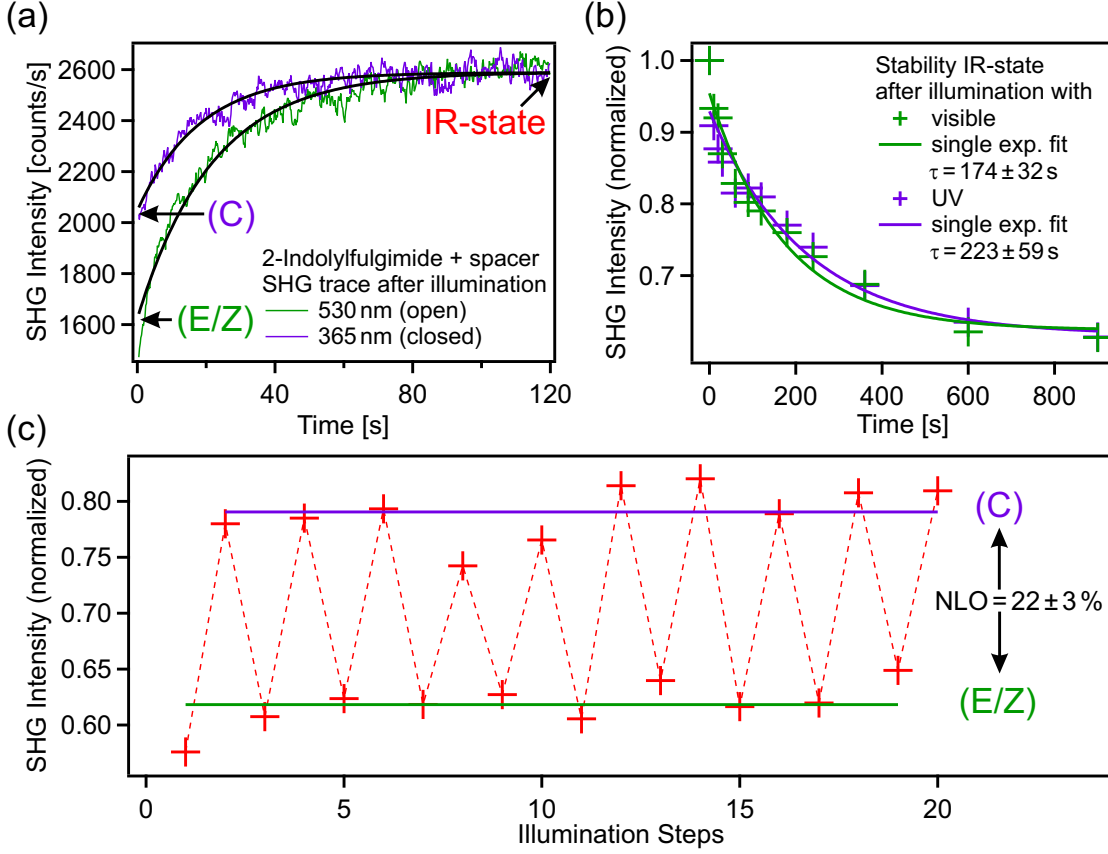 (a)
SHG Intensity [counts/s]
2600
2400
2200
2000
1800
1600
IR-state
(C)
(E/Z)
2-Indolylfulgimide + spacer
SHG trace after illumination
530 nm (open)
365 nm (closed)
0
40
80
120
Time [s]
(b)
SHG Intensity (normalized)
1.0
0.9
0.8
0.7
Stability IR-state
after illumination with
visible
single exp. fit
τ = 174 ± 32 s
UV
single exp. fit
τ = 223 ± 59 s
0
200
400
600
800
Time [s]
(c)
SHG Intensity (normalized)
0.80
0.75
0.70
0.65
0.60
(C)
NLO = 22 ± 3 %
(E/Z)
0
5
10
15
20
Illumination Steps